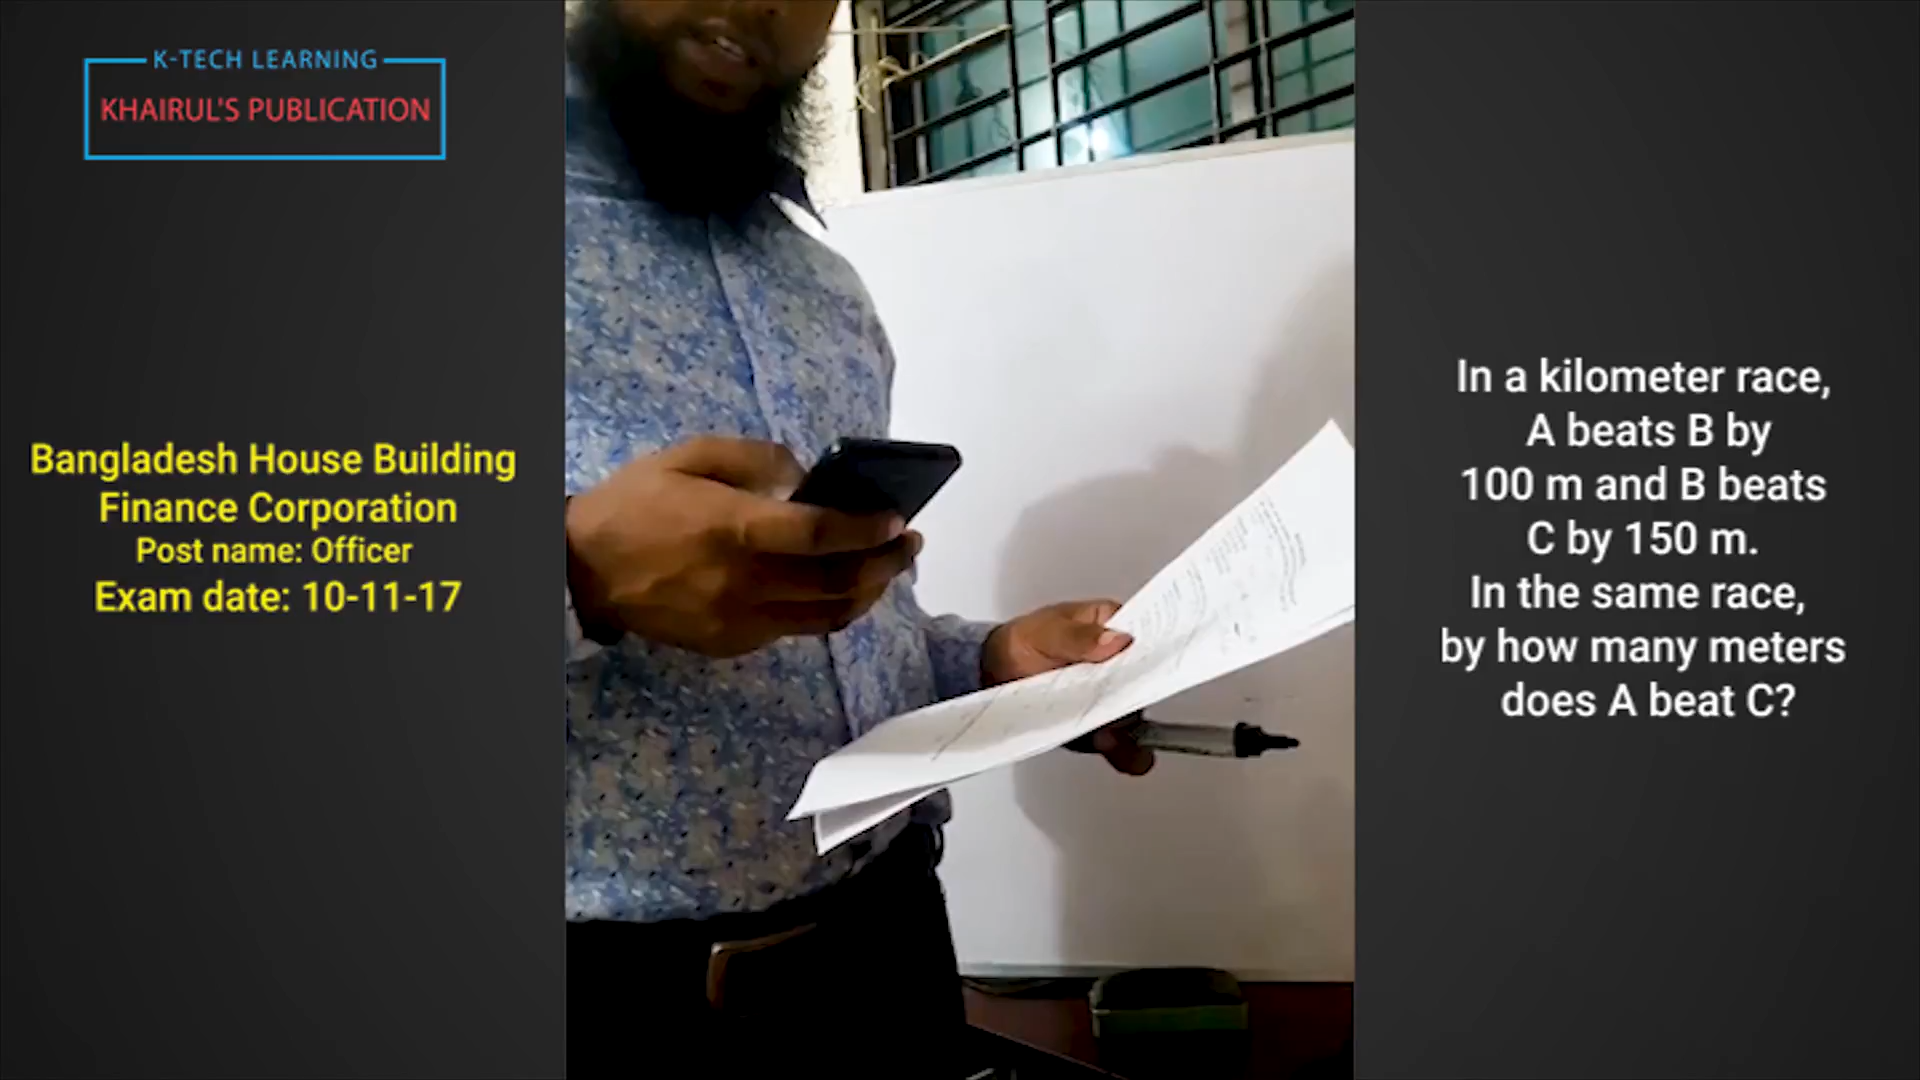 K-TECH LEARNING
KHAIRUL'S PUBLICATION
Bangladesh House Building
Finance Corporation
Post name: Officer
Exam date: 10-11-17
In a kilometer race,
A beats B by
100 m and B beats
C by 150 m.
In the same race,
by how many meters
does A beat C?